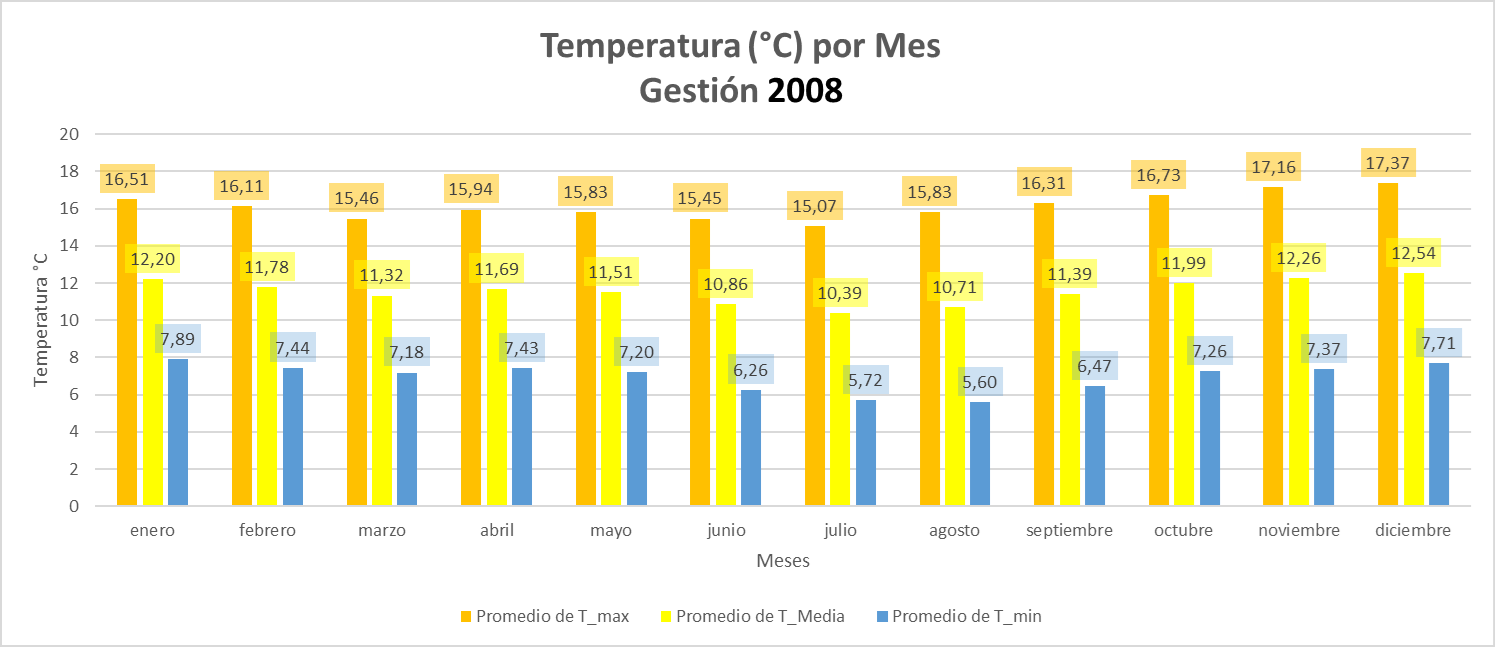 Temperatura (°C) por Mes
Gestión 2008
Temperatura °C
20
18
16
14
12
10
8
6
4
2
0
16,51 16,11 15,46 15,94 15,83 15,45 15,07 15,83 16,31 16,73 17,16 17,37
12,20 11,78 11,32 11,69 11,51 10,86 10,39 10,71 11,39 11,99 12,26 12,54
7,89 7,44 7,18 7,43 7,20 6,26 5,72 5,60 6,47 7,26 7,37 7,71
enero febrero marzo abril mayo junio julio agosto septiembre octubre noviembre diciembre
Meses
Promedio de T_max Promedio de T_Media Promedio de T_min